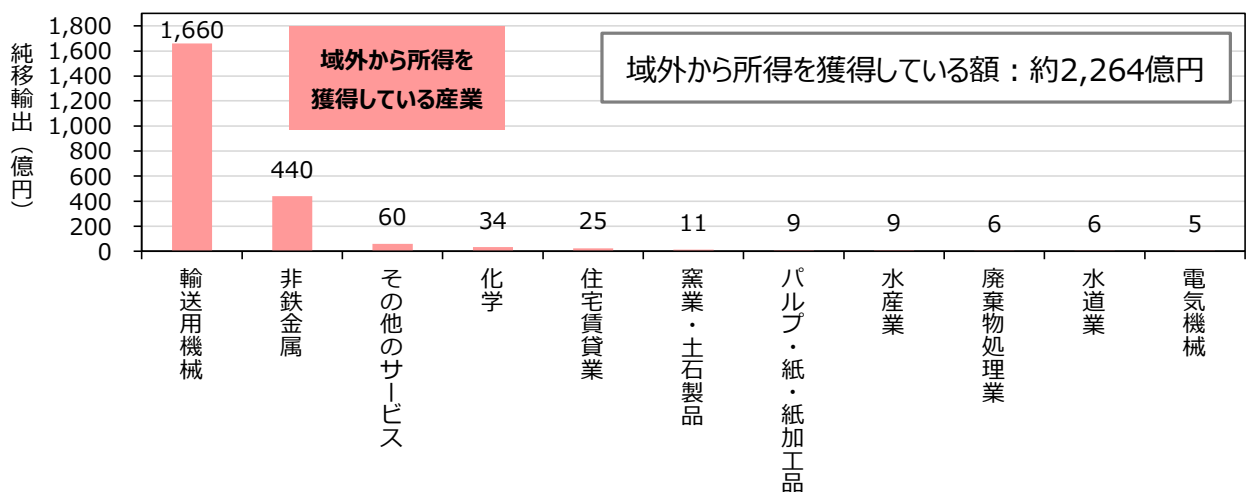 純移輸出（億円）
1,800
1,600
1,400
1,200
1,000
800
600
400
200
0
1,660
440
60
34
25
11
9
9
6
6
5
域外から所得を
獲得している産業
域外から所得を獲得している額：約2,264億円
輸送用機械
非鉄金属
その他のサービス
化学
住宅賃貸業
窯業・土石製品
パルプ・紙・紙加工品
水産業
廃棄物処理業
水道業
電気機械